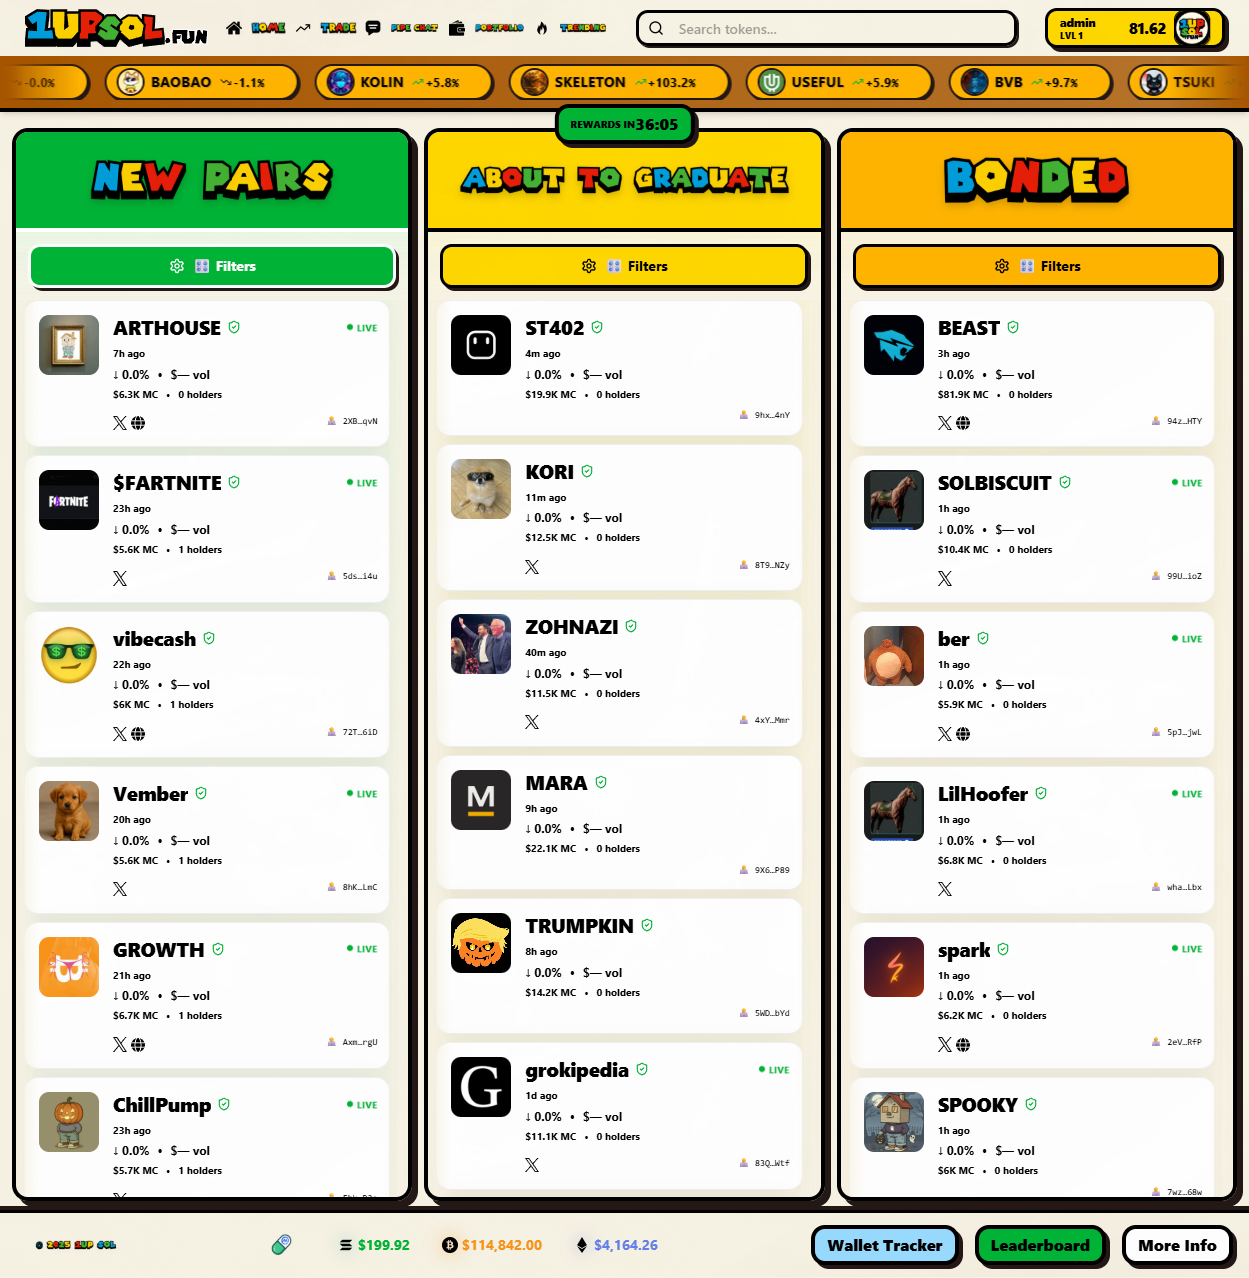 1UPSOL.FUN
HOME
TRADE
PIPE CHAT
PORTFOLIO
TRENDING
Search tokens...
admin
LVL 1
81.62
-0.0%
BAOBAO -1.1%
KOLIN +5.8%
SKELETON +103.2%
USEFUL +5.9%
BVB +9.7%
TSUKI
REWARDS IN 36:05
NEW PAIRS
Filters
ARTHOUSE
LIVE
7h ago
↓ 0.0% • $— vol
$6.3K MC • 0 holders
2XB…qvN
$FARTNITE
LIVE
FORTNITE
23h ago
↓ 0.0% • $— vol
$5.6K MC • 1 holders
5ds…i4u
vibecash
22h ago
↓ 0.0% • $— vol
$6K MC • 1 holders
72T…6iD
Vember
LIVE
20h ago
↓ 0.0% • $— vol
$5.6K MC • 1 holders
8hK…LmC
GROWTH
LIVE
21h ago
↓ 0.0% • $— vol
$6.7K MC • 1 holders
Axm…rgU
ChillPump
LIVE
23h ago
↓ 0.0% • $— vol
$5.7K MC • 1 holders
ABOUT TO GRADUATE
Filters
ST402
4m ago
↓ 0.0% • $— vol
$19.9K MC • 0 holders
9hx…4nY
KORI
11m ago
↓ 0.0% • $— vol
$12.5K MC • 0 holders
8T9…NZy
ZOHNAZI
40m ago
↓ 0.0% • $— vol
$11.5K MC • 0 holders
4xY…Mmr
M
MARA
9h ago
↓ 0.0% • $— vol
$22.1K MC • 0 holders
9X6…P89
TRUMPKIN
8h ago
↓ 0.0% • $— vol
$14.2K MC • 0 holders
5WD…bYd
G
grokipedia
LIVE
1d ago
↓ 0.0% • $— vol
$11.1K MC • 0 holders
83Q…Wtf
BONDED
Filters
BEAST
3h ago
↓ 0.0% • $— vol
$81.9K MC • 0 holders
94z…HTY
SOLBISCUIT
LIVE
1h ago
↓ 0.0% • $— vol
$10.4K MC • 0 holders
99U…ioZ
ber
LIVE
1h ago
↓ 0.0% • $— vol
$5.9K MC • 0 holders
5pJ…jwL
LilHoofer
LIVE
1h ago
↓ 0.0% • $— vol
$6.8K MC • 0 holders
wha…Lbx
spark
LIVE
1h ago
↓ 0.0% • $— vol
$6.2K MC • 0 holders
2eV…RfP
SPOOKY
1h ago
↓ 0.0% • $— vol
$6K MC • 0 holders
7wz…68w
© 2025 1UP SOL
$199.92
$114,842.00
$4,164.26
Wallet Tracker
Leaderboard
More Info